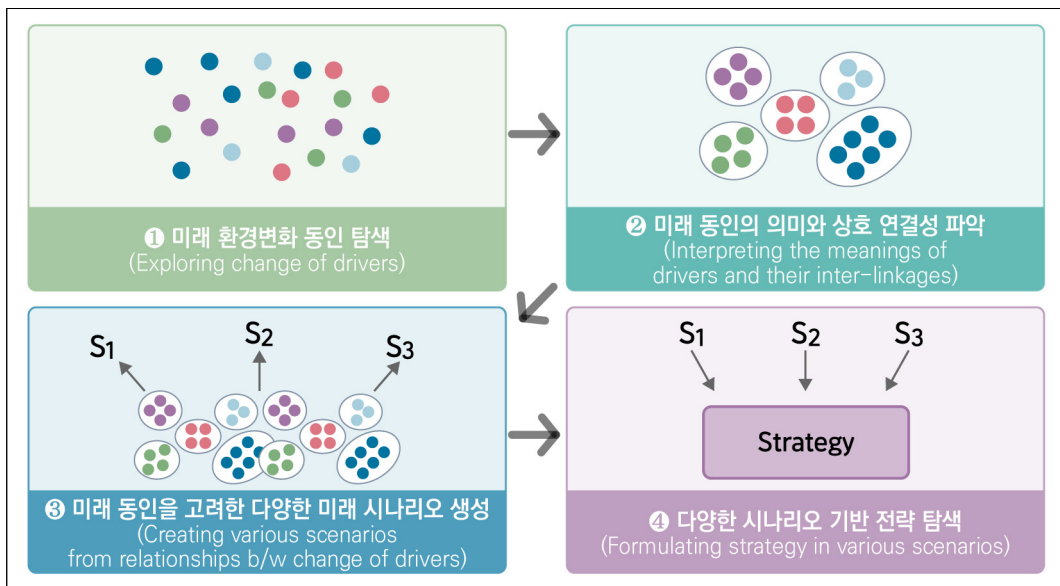 ❶ 미래 환경변화 동인 탐색
(Exploring change of drivers)
❷ 미래 동인의 의미와 상호 연결성 파악
(Interpreting the meanings of
drivers and their inter-linkages)
S1
S2
S3
❸ 미래 동인을 고려한 다양한 미래 시나리오 생성
(Creating various scenarios
from relationships b/w change of drivers)
S1
S2
S3
Strategy
❹ 다양한 시나리오 기반 전략 탐색
(Formulating strategy in various scenarios)